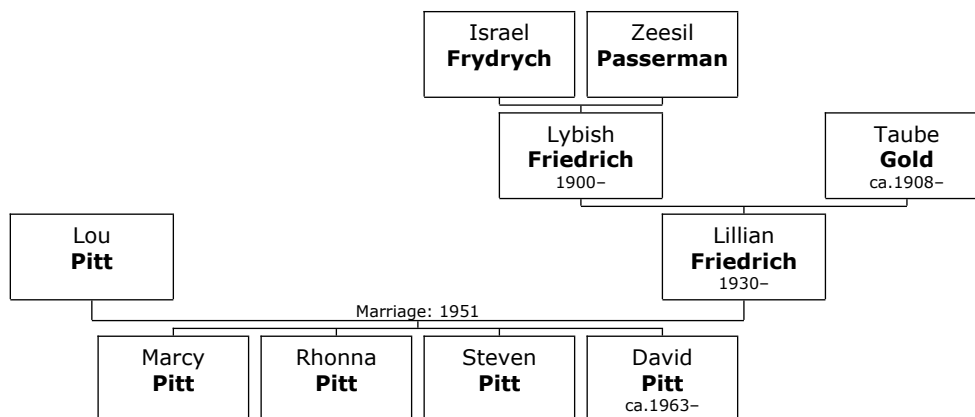 Israel
Frydrych
Zeesil
Passerman
Lybish
Friedrich
1900–
Taube
Gold
ca.1908–
Lou
Pitt
Lillian
Friedrich
1930–
Marriage: 1951
Marcy
Pitt
Rhonna
Pitt
Steven
Pitt
David
Pitt
ca.1963–